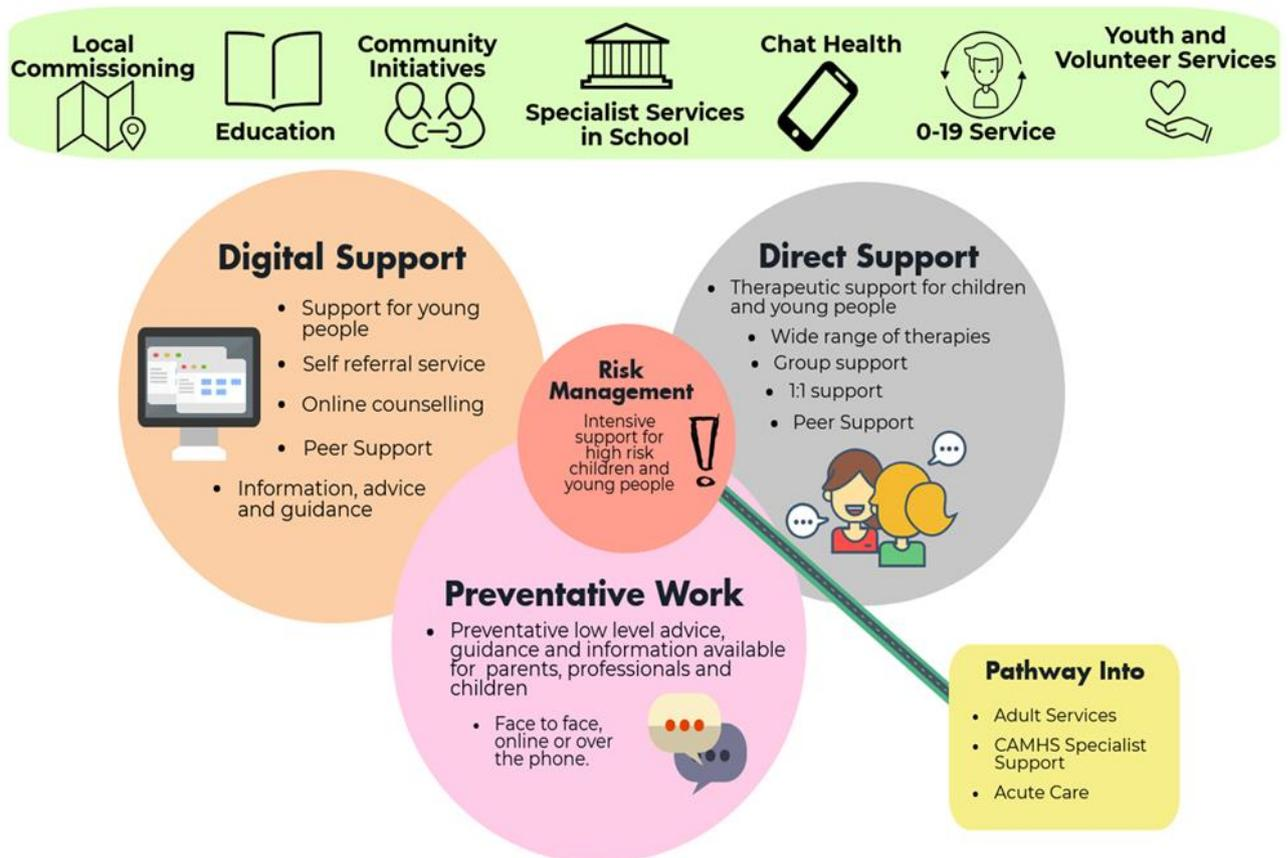 Local
Commissioning
Education
Community
Initiatives
Specialist Services
in School
Chat Health
0-19 Service
Youth and
Volunteer Services
Digital Support
• Support for young
people
• Self referral service
• Online counselling
• Peer Support
• Information, advice
and guidance
Direct Support
• Therapeutic support for children
and young people
• Wide range of therapies
• Group support
• 1:1 support
• Peer Support
Risk
Management
Intensive
support for
high risk
children and
young people
!
Preventative Work
• Preventative low level advice,
guidance and information available
for parents, professionals and
children
• Face to face,
online or over
the phone.
Pathway Into
• Adult Services
• CAMHS Specialist
Support
• Acute Care